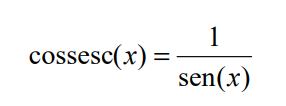 cossesc(x) = 1/sen(x)